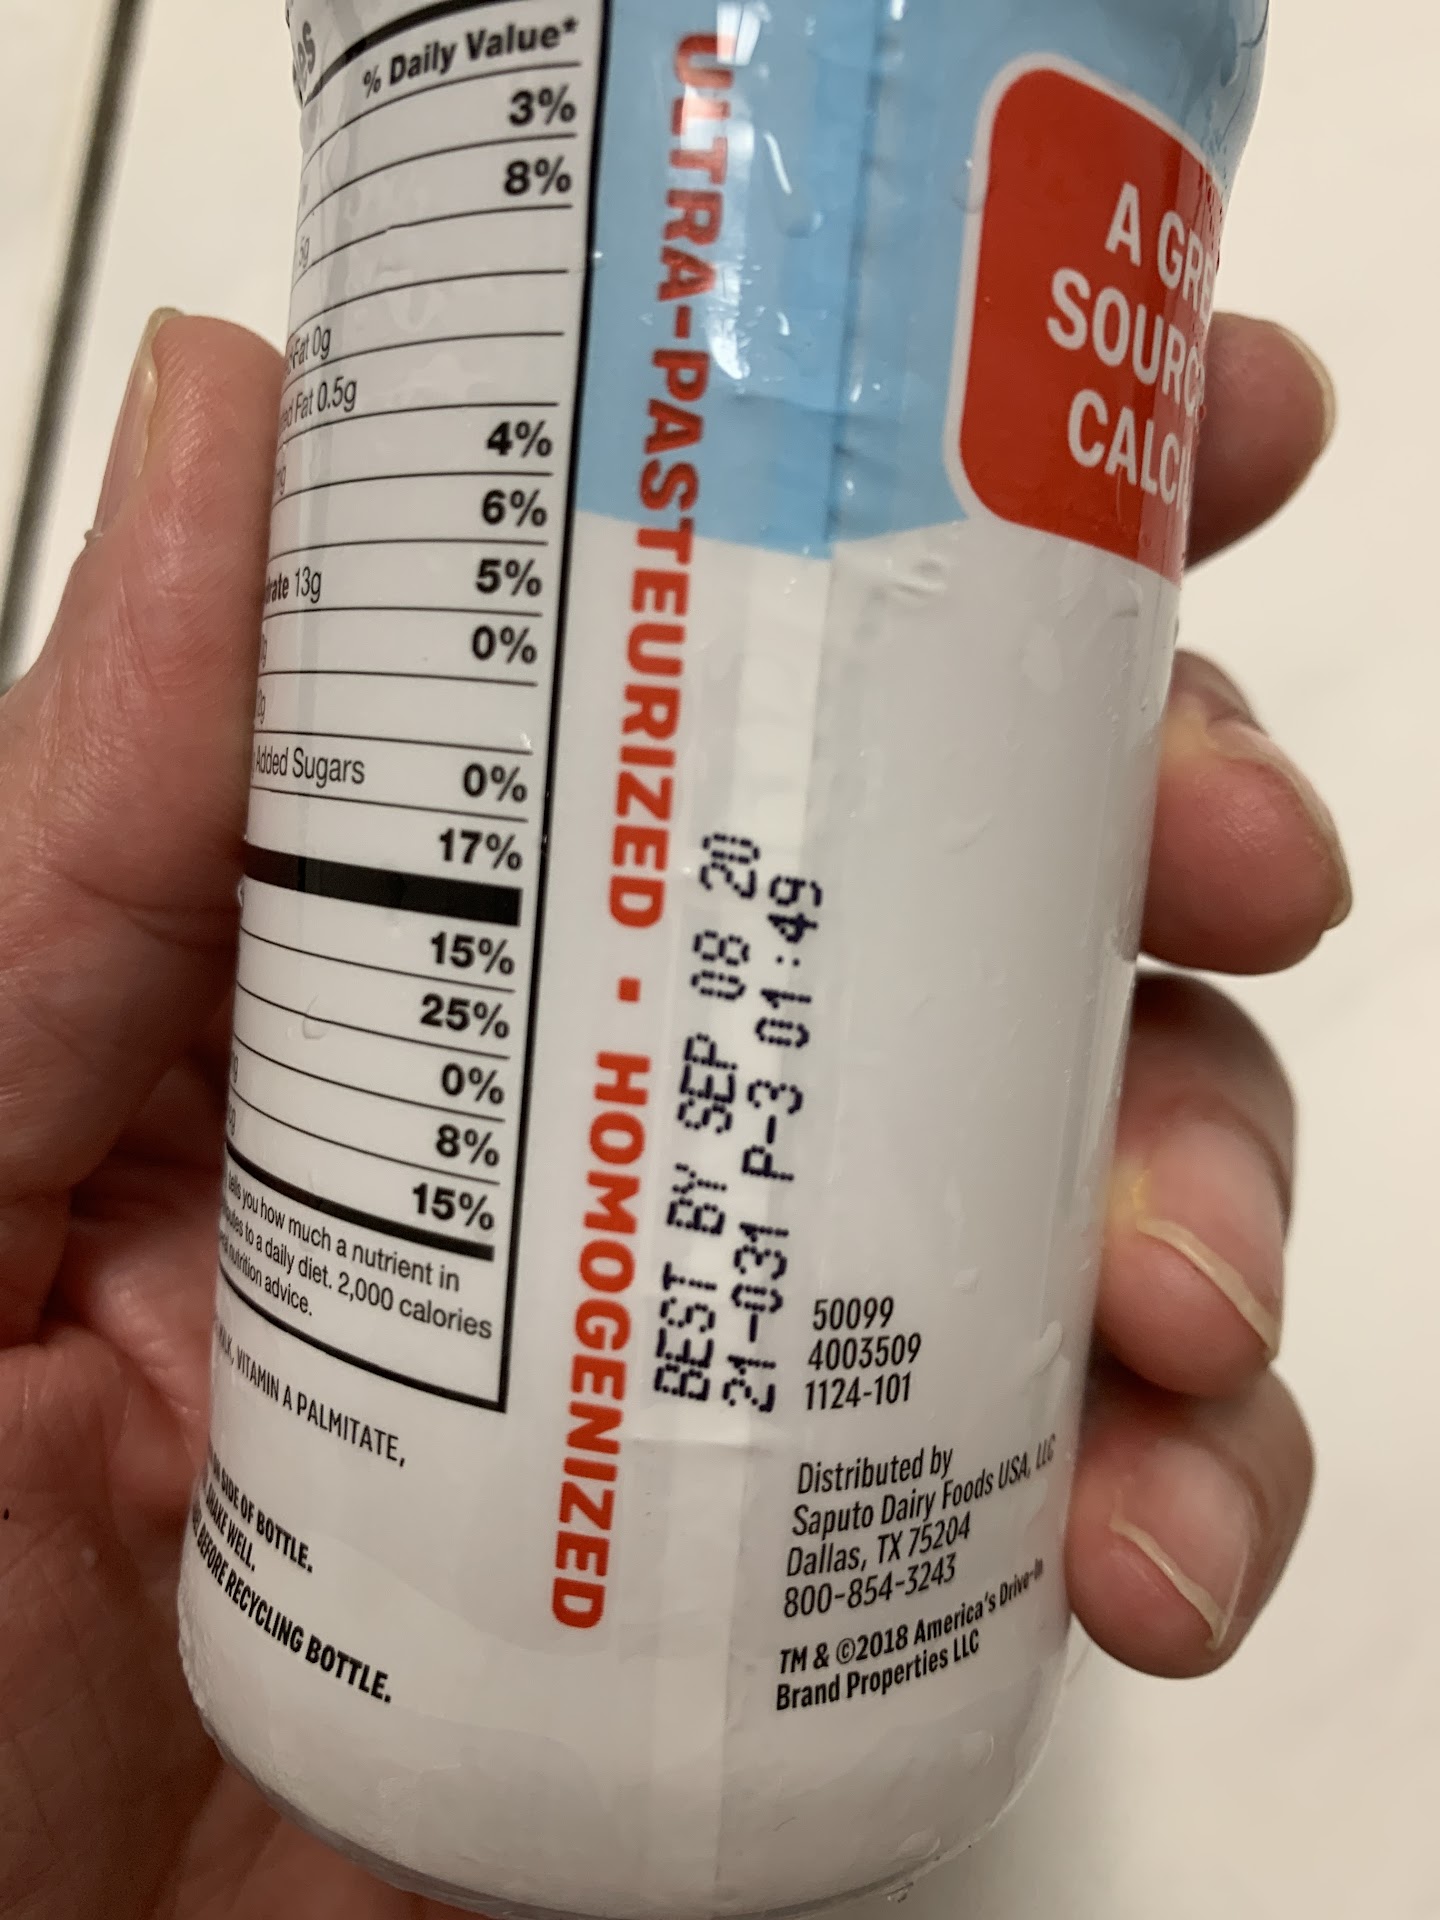 % Daily Value*
3%
8%
5g
Fat 0g
Fat 0.5g
4%
6%
13g 5%
0%
0g
Added Sugars 0%
17%
15%
25%
0%
8%
15%
tells you how much a nutrient in
to a daily diet. 2,000 calories
nutrition advice.
VITAMIN A PALMITATE,
SIDE OF BOTTLE.
SHAKE WELL.
BEFORE RECYCLING BOTTLE.
ULTRA-PASTEURIZED ▪ HOMOGENIZED
BEST BY SEP 08 20
21-031 P-3 01:49
A
SOURC
CALCI
50099
4003509
1124-101
Distributed by
Saputo Dairy Foods USA, LLC
Dallas, TX 75204
800-854-3243
TM & ©2018 America's Drive-In
Brand Properties LLC